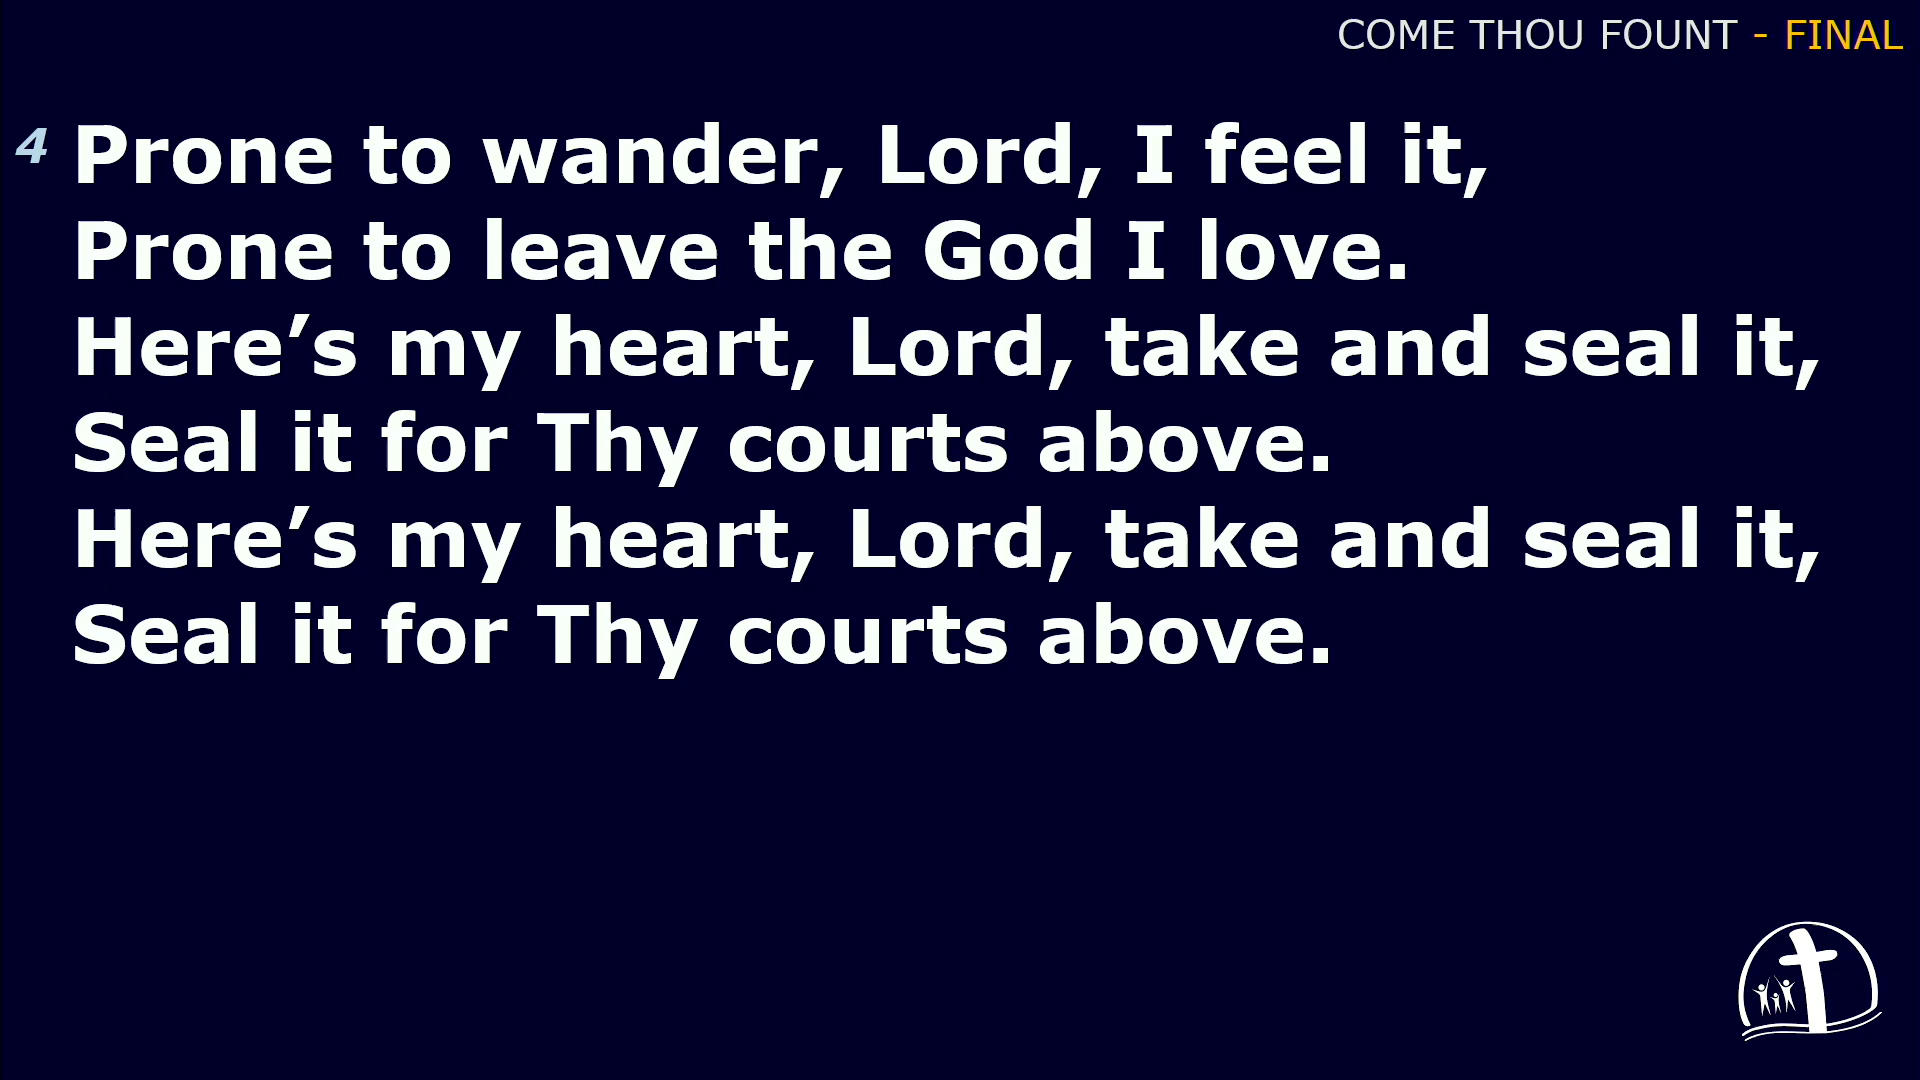 COME THOU FOUNT - FINAL
4 Prone to wander, Lord, I feel it,
Prone to leave the God I love.
Here’s my heart, Lord, take and seal it,
Seal it for Thy courts above.
Here’s my heart, Lord, take and seal it,
Seal it for Thy courts above.